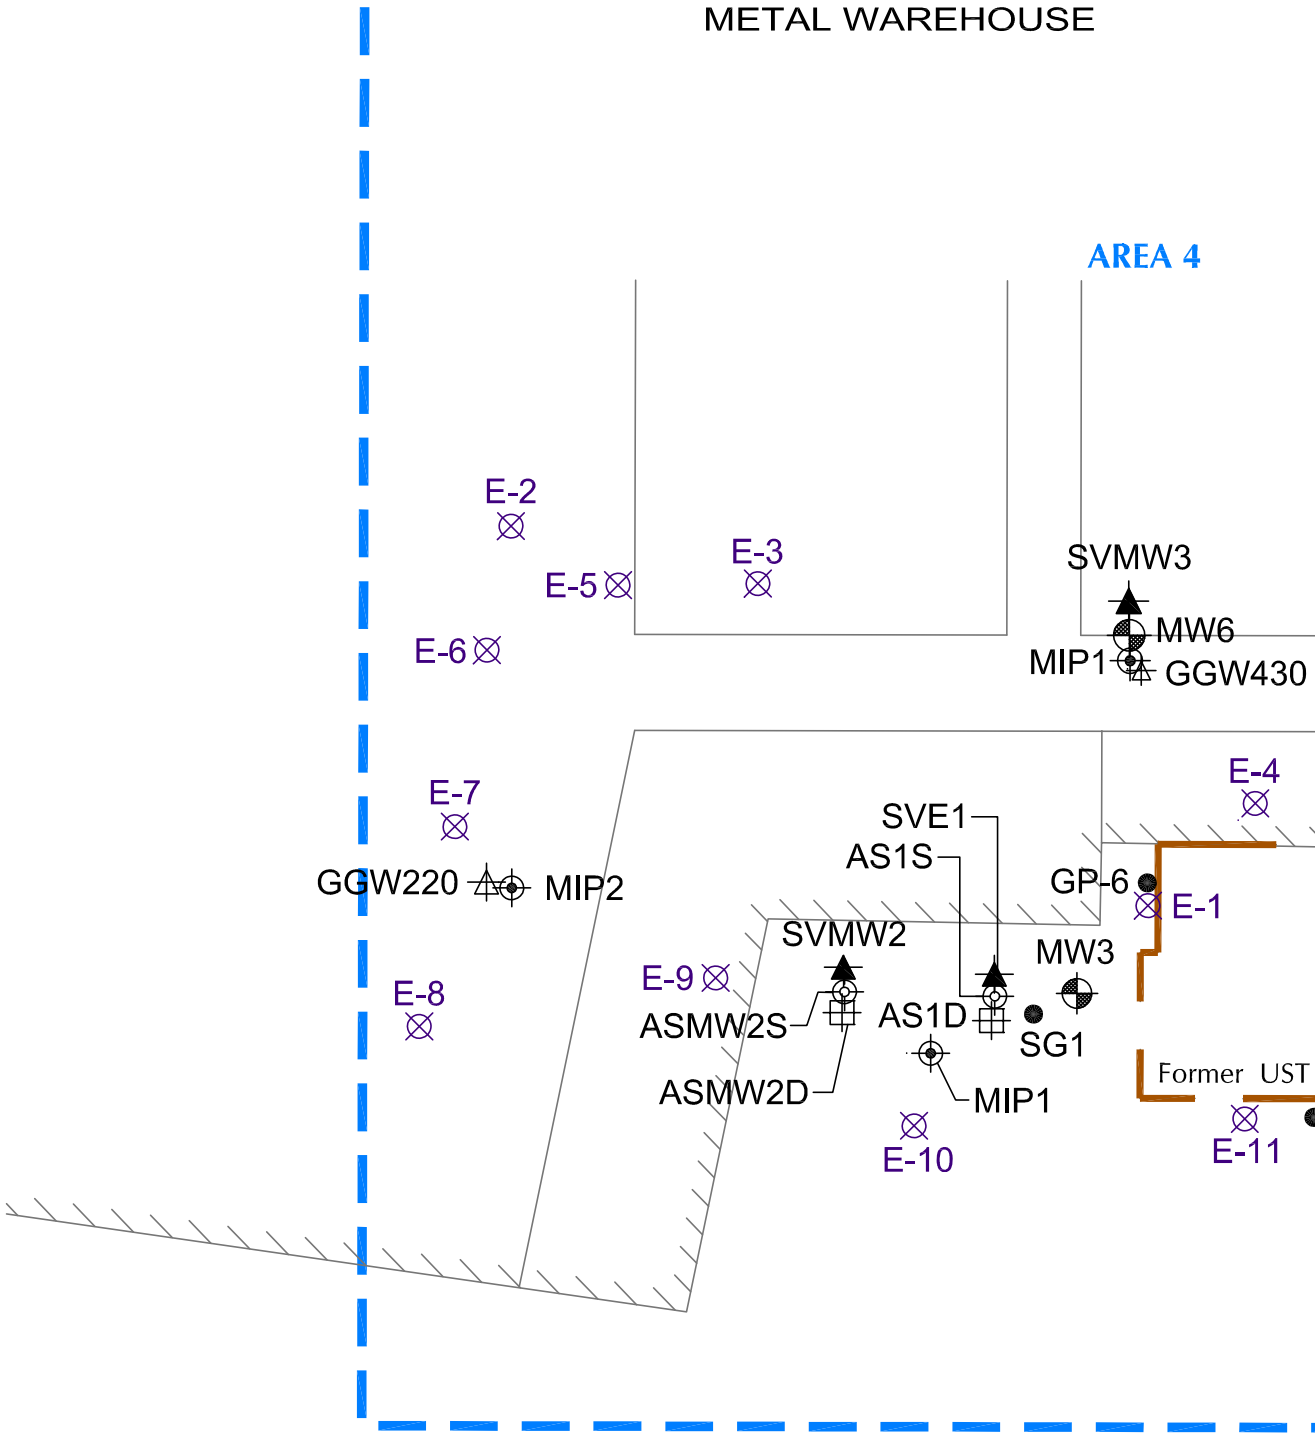 METAL WAREHOUSE
AREA 4
E-2
E-3
SVMW3
E-5
MW6
E-6
MIP1
GGW430
E-4
E-7
SVE1
AS1S
GGW220
MIP2
GP-6
E-1
SVMW2
MW3
E-9
E-8
ASMW2S
AS1D
SG1
Former UST
ASMW2D
MIP1
E-10
E-11